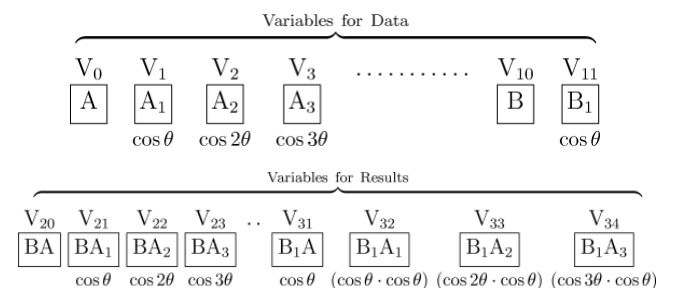 Variables for Data
V₀ V₁ V₂ V₃ ........... V₁₀ V₁₁
A A₁ A₂ A₃ B B₁
cos θ cos 2θ cos 3θ cos θ
Variables for Results
V₂₀ V₂₁ V₂₂ V₂₃ .. V₃₁ V₃₂ V₃₃ V₃₄
BA BA₁ BA₂ BA₃ B₁A B₁A₁ B₁A₂ B₁A₃
cos θ cos 2θ cos 3θ cos θ (cos θ · cos θ) (cos 2θ · cos θ) (cos 3θ · cos θ)